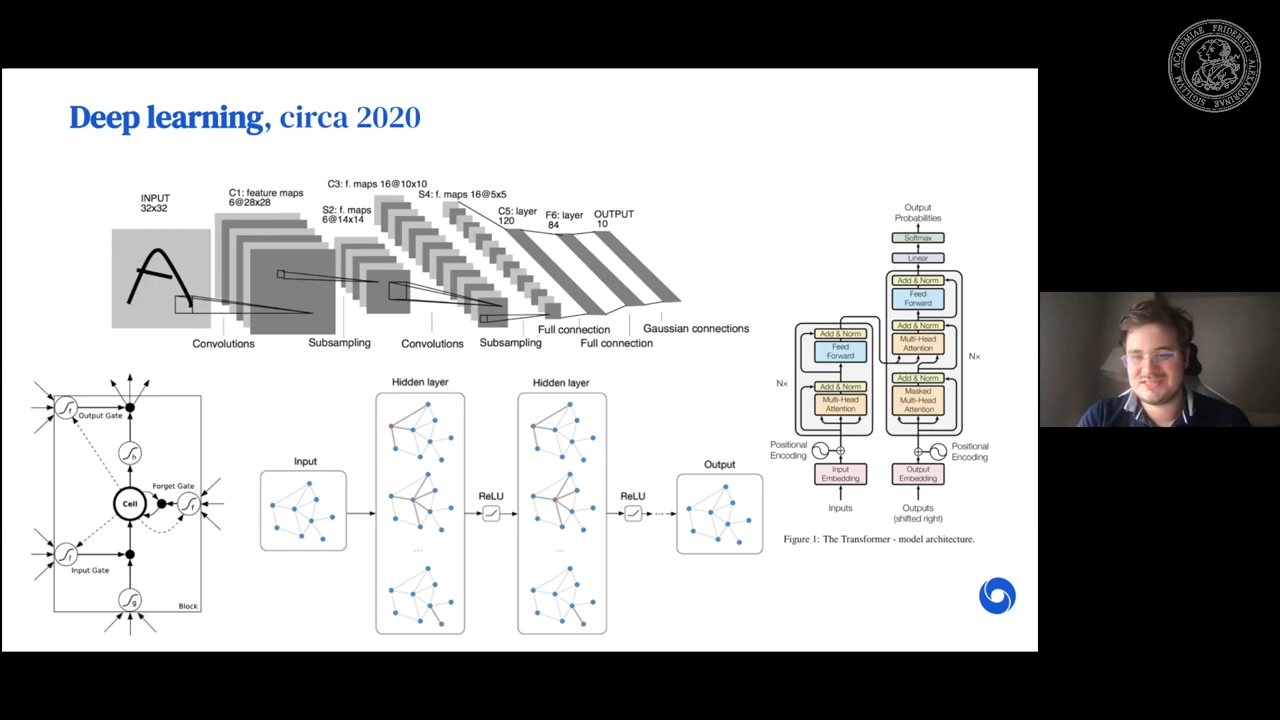 Deep learning, circa 2020
INPUT
32x32
C1: feature maps
6@28x28
C3: f. maps 16@10x10
S2: f. maps
6@14x14
S4: f. maps 16@5x5
C5: layer
120
F6: layer
84
OUTPUT
10
Convolutions
Subsampling
Convolutions
Subsampling
Full connection
Full connection
Gaussian connections
Output Gate
f
h
Forget Gate
Cell
f
f
Input Gate
g
Block
Input
Hidden layer
...
ReLU
Hidden layer
...
ReLU
...
Output
Output
Probabilities
Softmax
Linear
Add & Norm
Feed
Forward
Add & Norm
Multi-Head
Attention
Add & Norm
Masked
Multi-Head
Attention
N×
Add & Norm
Feed
Forward
Add & Norm
Multi-Head
Attention
N×
Positional
Encoding
Positional
Encoding
Input
Embedding
Output
Embedding
Inputs
Outputs
(shifted right)
Figure 1: The Transformer - model architecture.
ACADEMIAE FRIDERICO ALEXANDRINAE SIGILLVM